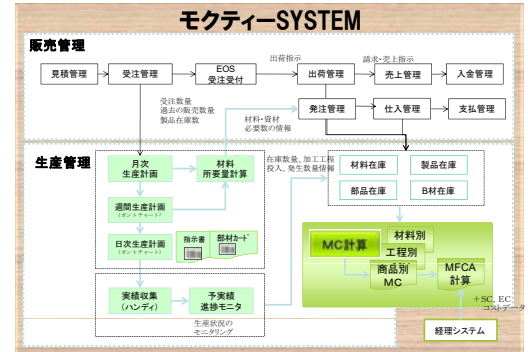 モクティーSYSTEM
販売管理
見積管理
受注管理
EOS
受注受付
出荷指示
出荷管理
請求・売上指示
売上管理
入金管理
受注数量
過去の販売数量
製品在庫数
材料・資材
必要数の情報
発注管理
仕入管理
支払管理
生産管理
月次
生産計画
材料
所要量計算
在庫数量、加工工程
投入、発生数量情報
材料在庫
製品在庫
部品在庫
B材在庫
週間生産計画
(ガントチャート)
日次生産計画
(ガントチャート)
指示書
部材カード
MC計算
材料別
工程別
商品別
MC
MFCA
計算
実績収集
(ハンディ)
予実績
進捗モニタ
生産状況の
モニタリング
+SC, EC
コストデータ
経理システム